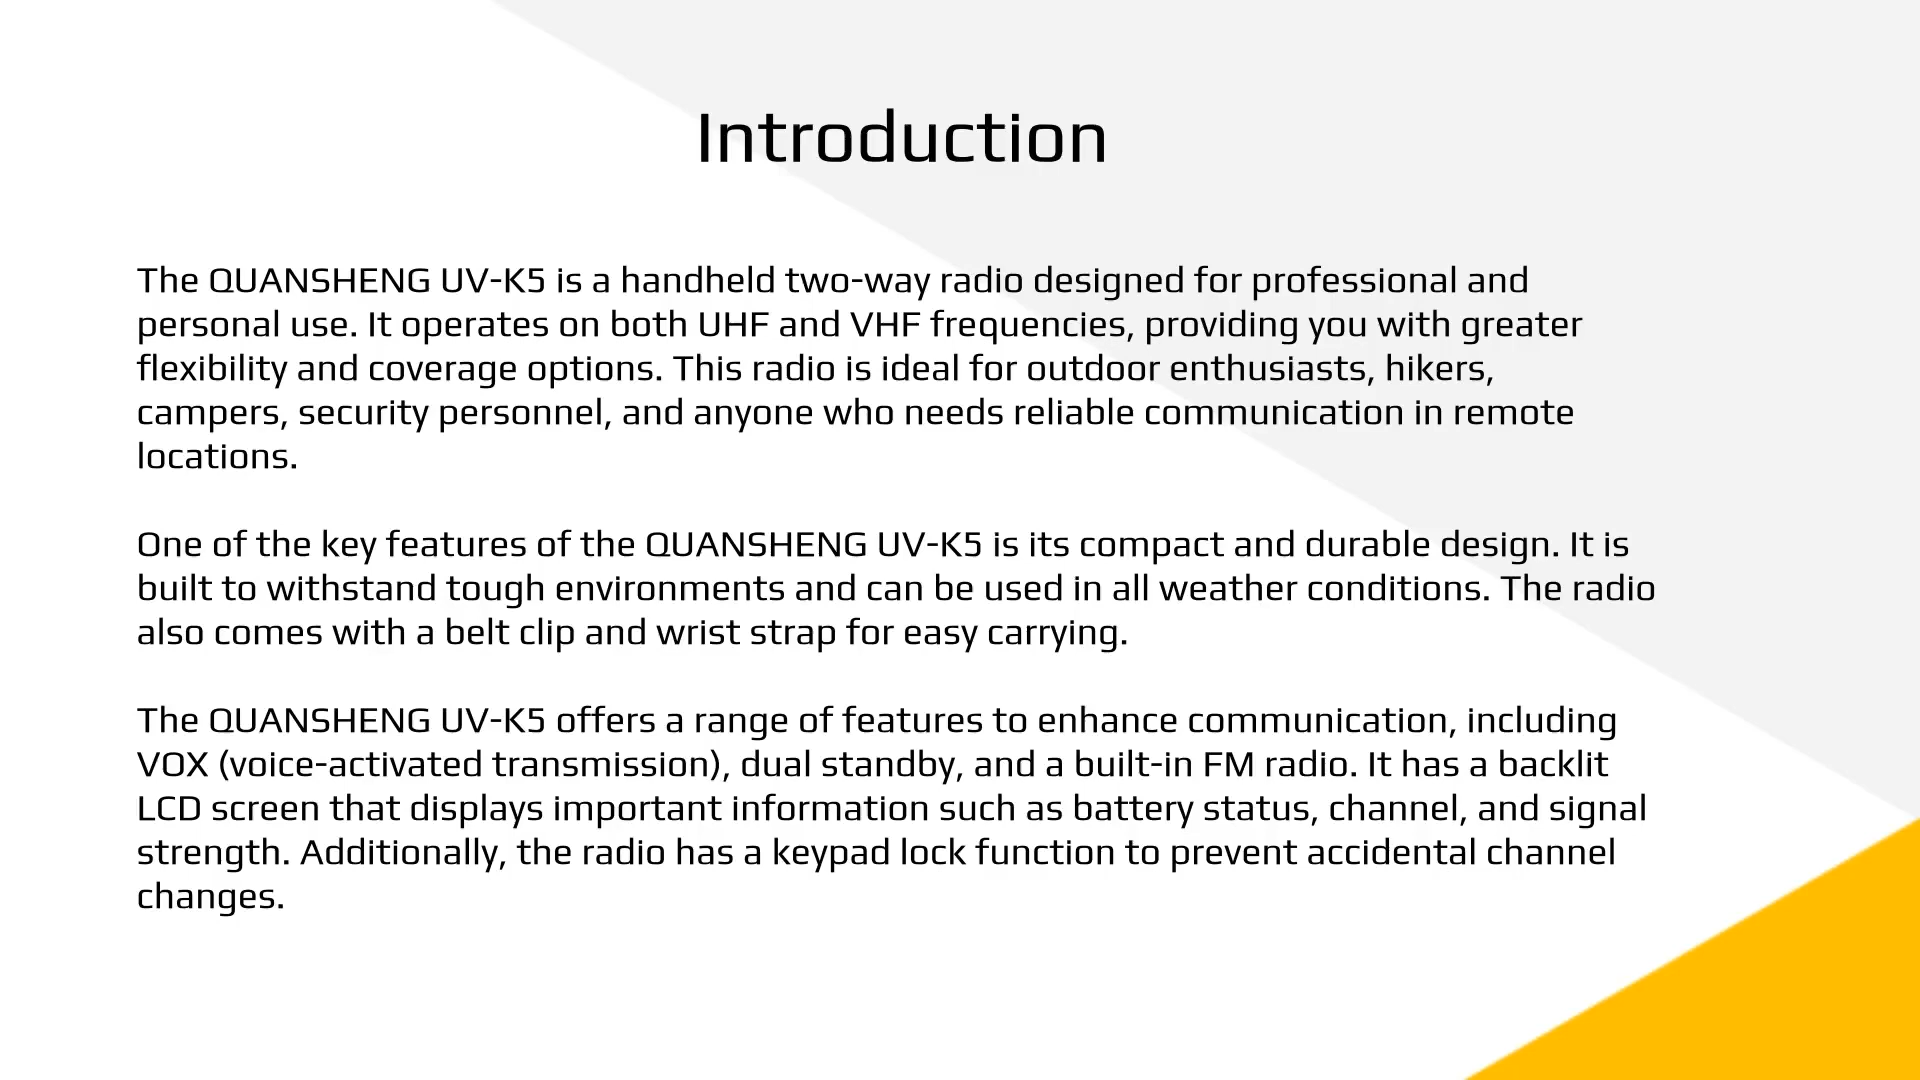 Introduction
The QUANSHENG UV-K5 is a handheld two-way radio designed for professional and
personal use. It operates on both UHF and VHF frequencies, providing you with greater
flexibility and coverage options. This radio is ideal for outdoor enthusiasts, hikers,
campers, security personnel, and anyone who needs reliable communication in remote
locations.
One of the key features of the QUANSHENG UV-K5 is its compact and durable design. It is
built to withstand tough environments and can be used in all weather conditions. The radio
also comes with a belt clip and wrist strap for easy carrying.
The QUANSHENG UV-K5 offers a range of features to enhance communication, including
VOX (voice-activated transmission), dual standby, and a built-in FM radio. It has a backlit
LCD screen that displays important information such as battery status, channel, and signal
strength. Additionally, the radio has a keypad lock function to prevent accidental channel
changes.